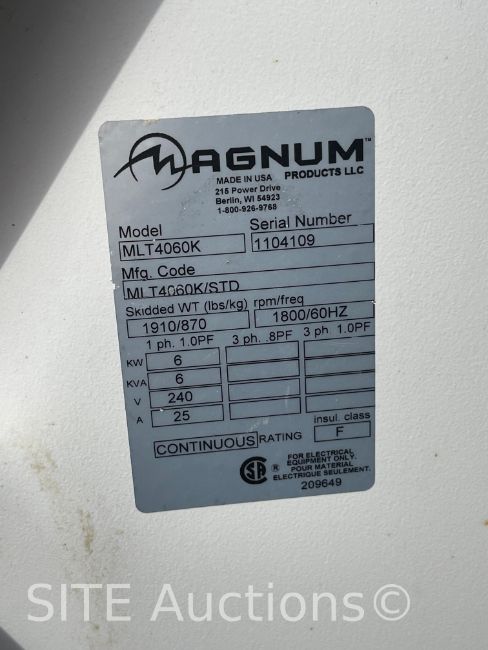 MAGNUM™
MADE IN USA PRODUCTS LLC
215 Power Drive
Berlin, WI 54923
1-800-926-9768
Model Serial Number
MLT4060K 1104109
Mfg. Code
MLT4060K/STD
Skidded WT (lbs/kg) rpm/freq
1910/870 1800/60HZ
1 ph. 1.0PF 3 ph. .8PF 3 ph. 1.0PF
KW 6
KVA 6
V 240
A 25
insul. class
CONTINUOUS RATING F
FOR ELECTRICAL
EQUIPMENT ONLY.
POUR MATERIAL
ELECTRIQUE SEULEMENT.
SA ®
209649
SITE Auctions©